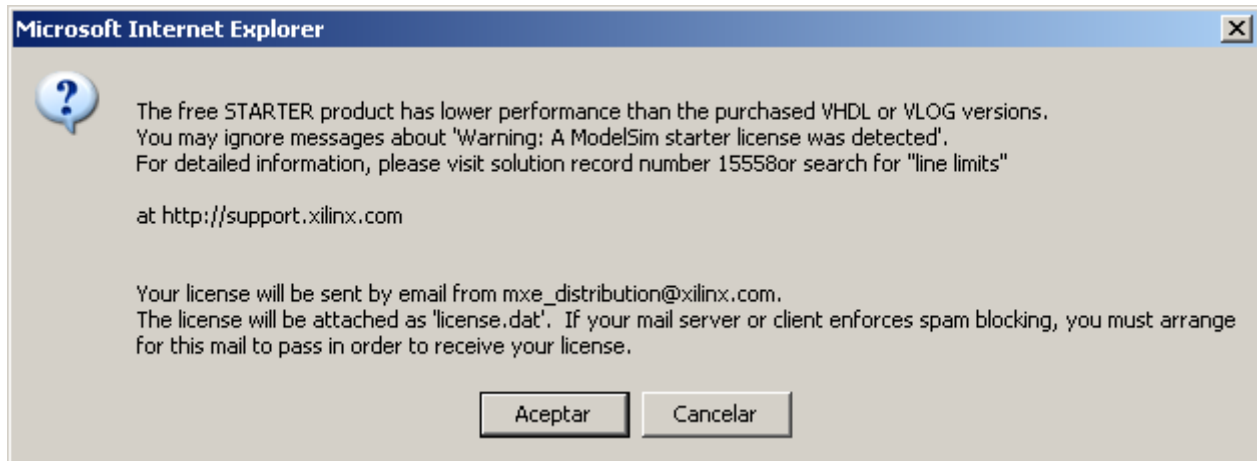 Microsoft Internet Explorer
The free STARTER product has lower performance than the purchased VHDL or VLOG versions.
You may ignore messages about 'Warning: A ModelSim starter license was detected'.
For detailed information, please visit solution record number 15558or search for "line limits"
at http://support.xilinx.com
Your license will be sent by email from mxe_distribution@xilinx.com.
The license will be attached as 'license.dat'.  If your mail server or client enforces spam blocking, you must arrange
for this mail to pass in order to receive your license.
Aceptar Cancelar